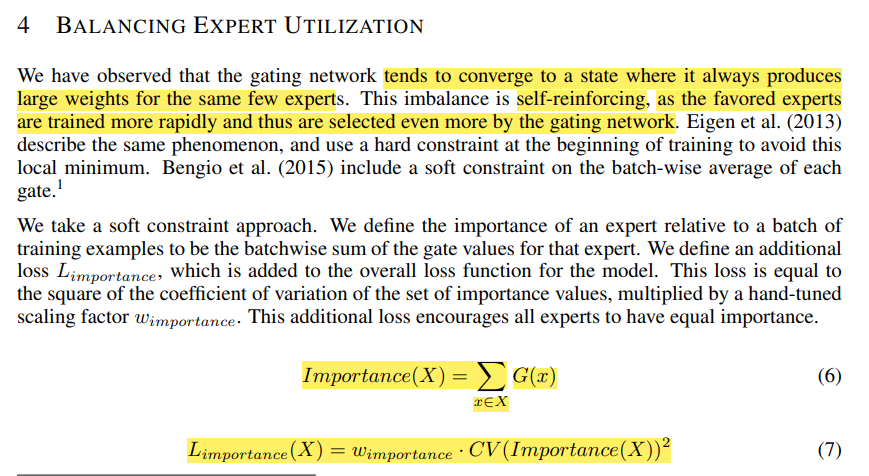 4 BALANCING EXPERT UTILIZATION
We have observed that the gating network tends to converge to a state where it always produces
large weights for the same few experts. This imbalance is self-reinforcing, as the favored experts
are trained more rapidly and thus are selected even more by the gating network. Eigen et al. (2013)
describe the same phenomenon, and use a hard constraint at the beginning of training to avoid this
local minimum. Bengio et al. (2015) include a soft constraint on the batch-wise average of each
gate.¹
We take a soft constraint approach. We define the importance of an expert relative to a batch of
training examples to be the batchwise sum of the gate values for that expert. We define an additional
loss L_{importance}, which is added to the overall loss function for the model. This loss is equal to
the square of the coefficient of variation of the set of importance values, multiplied by a hand-tuned
scaling factor w_{importance}. This additional loss encourages all experts to have equal importance.
Importance(X) = ∑_{x∈X} G(x) (6)
L_{importance}(X) = w_{importance} · CV(Importance(X))² (7)